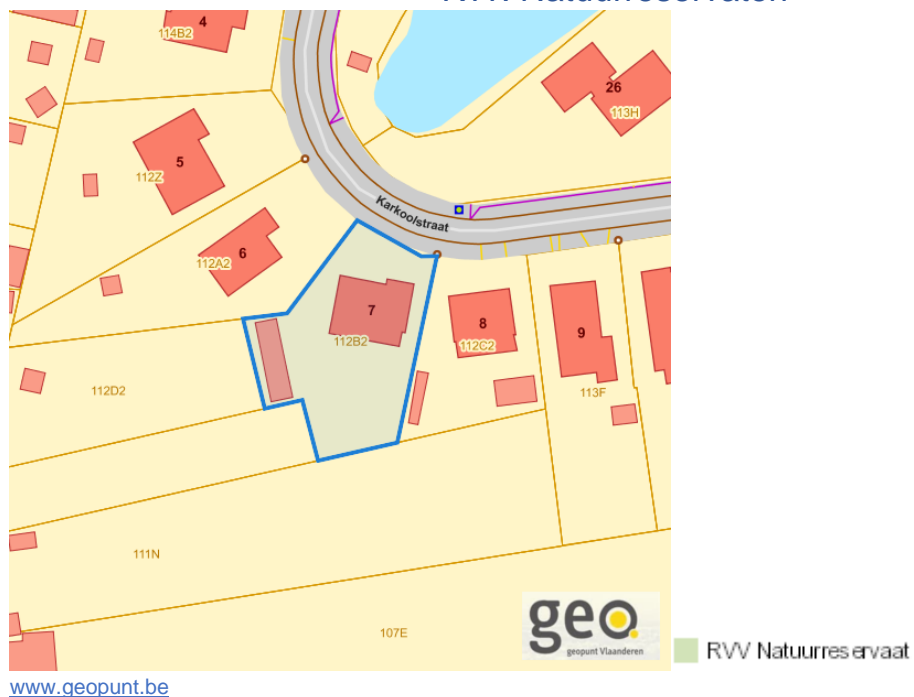 RVV Natuurreservaten
4
114B2
26
113H
5
112Z
Karkoolstraat
6
112A2
7
112B2
8
112C2
9
113F
112D2
111N
107E
geo
geopunt Vlaanderen
RVV Natuurreservaat
www.geopunt.be